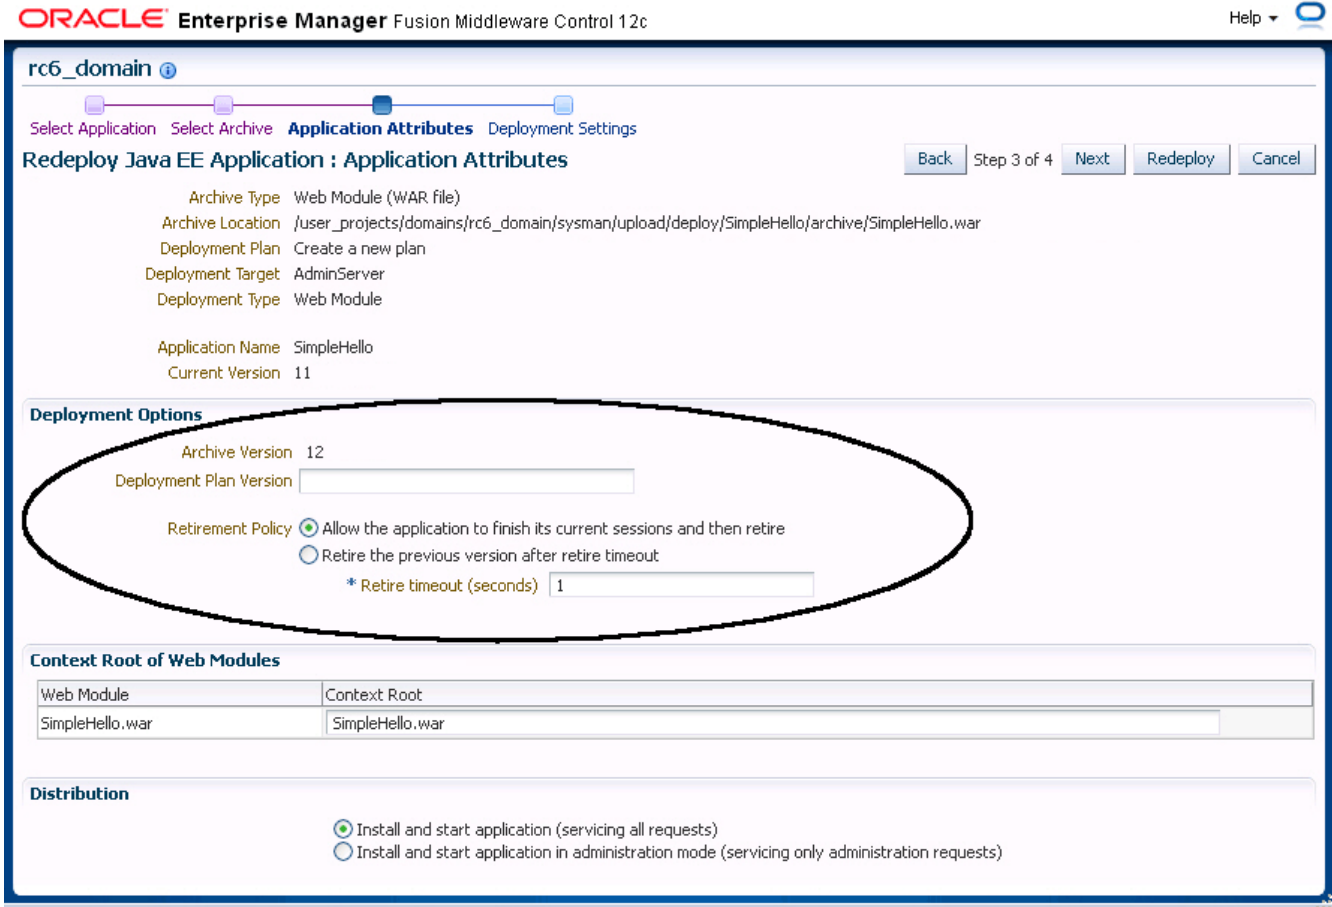 ORACLE Enterprise Manager Fusion Middleware Control 12c Help
rc6_domain
Select Application Select Archive Application Attributes Deployment Settings
Redeploy Java EE Application : Application Attributes Back Step 3 of 4 Next Redeploy Cancel
Archive Type Web Module (WAR file)
Archive Location /user_projects/domains/rc6_domain/sysman/upload/deploy/SimpleHello/archive/SimpleHello.war
Deployment Plan Create a new plan
Deployment Target AdminServer
Deployment Type Web Module
Application Name SimpleHello
Current Version 11
Deployment Options
Archive Version 12
Deployment Plan Version
Retirement Policy Allow the application to finish its current sessions and then retire
Retire the previous version after retire timeout
* Retire timeout (seconds) 1
Context Root of Web Modules
Web Module Context Root
SimpleHello.war SimpleHello.war
Distribution
Install and start application (servicing all requests)
Install and start application in administration mode (servicing only administration requests)